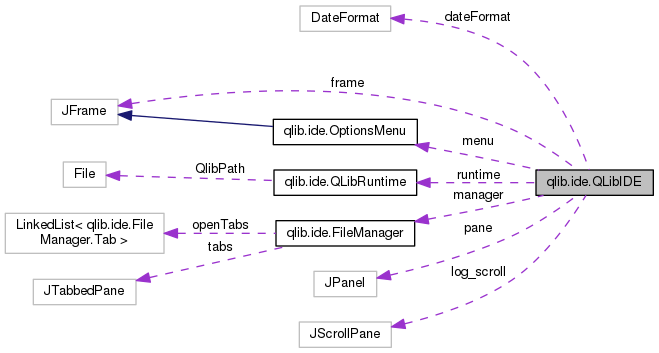 DateFormat
dateFormat
frame
JFrame
qlib.ide.OptionsMenu
menu
File
QlibPath
qlib.ide.QLibRuntime
runtime
qlib.ide.QLibIDE
manager
LinkedList< qlib.ide.File
Manager.Tab >
openTabs
qlib.ide.FileManager
tabs
pane
JTabbedPane
JPanel
log_scroll
JScrollPane